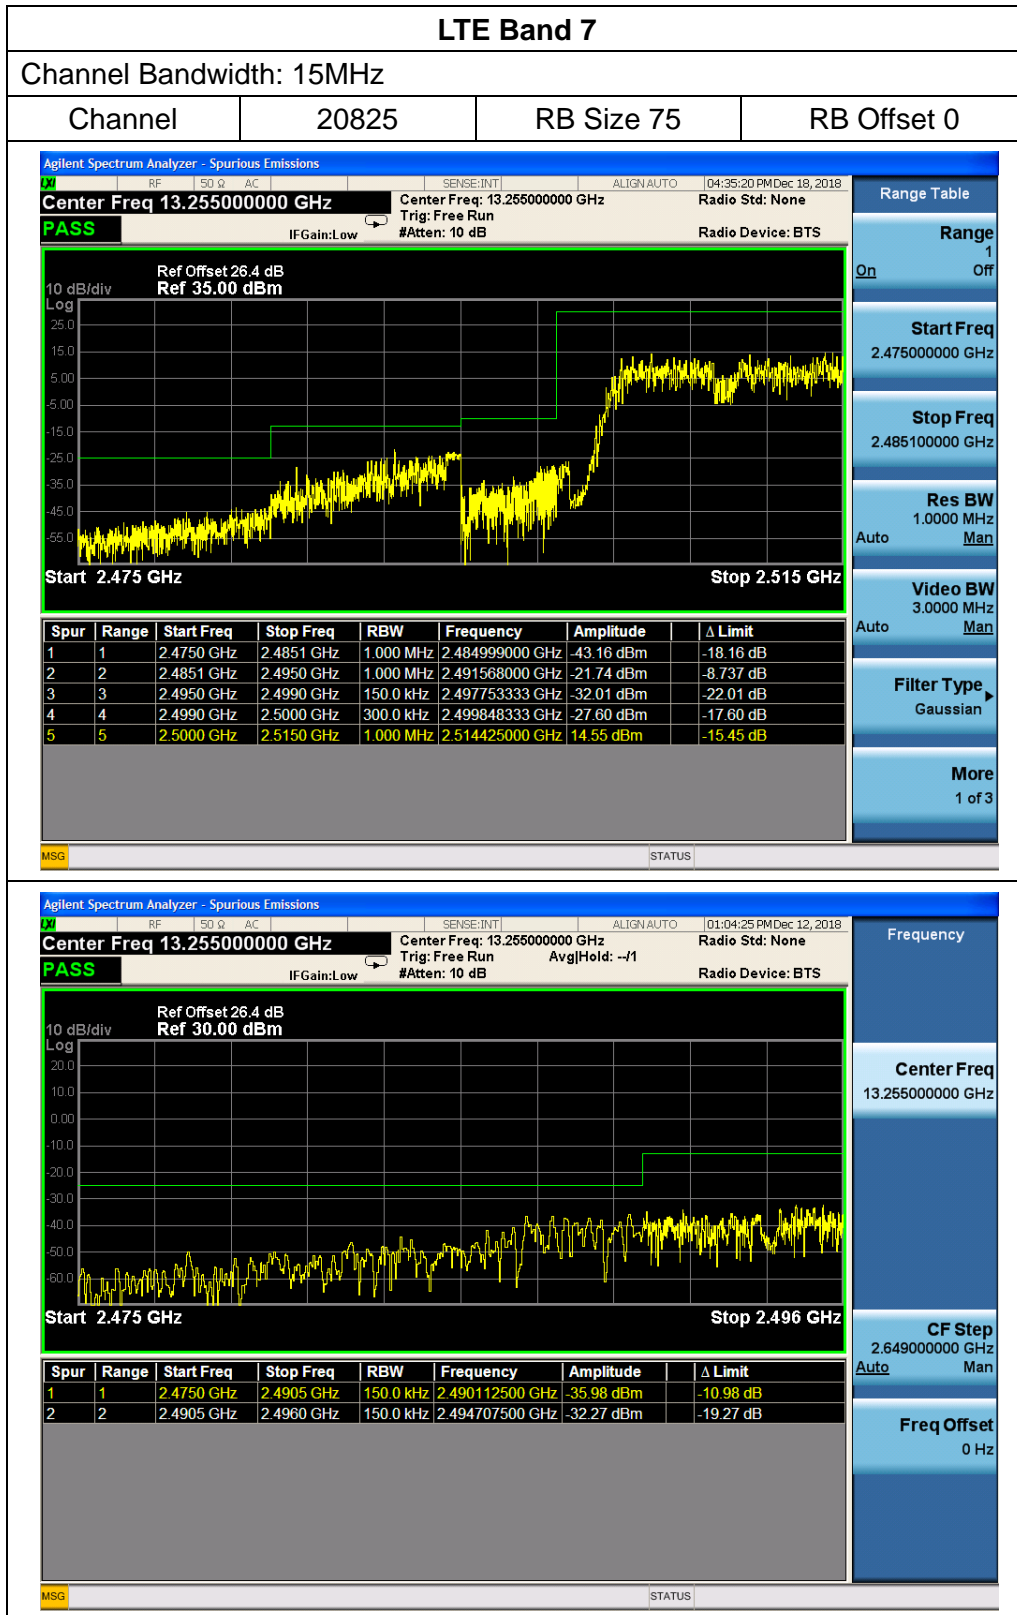 LTE Band 7
Channel Bandwidth: 15MHz
Channel 20825 RB Size 75 RB Offset 0
Agilent Spectrum Analyzer - Spurious Emissions
LXI RF 50 Ω AC SENSE:INT ALIGN AUTO 04:35:20 PM Dec 18, 2018
Center Freq 13.255000000 GHz Center Freq: 13.255000000 GHz Radio Std: None
Trig: Free Run
PASS IFGain:Low #Atten: 10 dB Radio Device: BTS
Ref Offset 26.4 dB
10 dB/div Ref 35.00 dBm
Log
25.0
15.0
5.00
-5.00
-15.0
-25.0
-35.0
-45.0
-55.0
Start 2.475 GHz Stop 2.515 GHz
Spur Range Start Freq Stop Freq RBW Frequency Amplitude Δ Limit
1 1 2.4750 GHz 2.4851 GHz 1.000 MHz 2.484999000 GHz -43.16 dBm -18.16 dB
2 2 2.4851 GHz 2.4950 GHz 1.000 MHz 2.491568000 GHz -21.74 dBm -8.737 dB
3 3 2.4950 GHz 2.4990 GHz 150.0 kHz 2.497753333 GHz -32.01 dBm -22.01 dB
4 4 2.4990 GHz 2.5000 GHz 300.0 kHz 2.499848333 GHz -27.60 dBm -17.60 dB
5 5 2.5000 GHz 2.5150 GHz 1.000 MHz 2.514425000 GHz 14.55 dBm -15.45 dB
MSG STATUS
Range Table
Range
1
On Off
Start Freq
2.475000000 GHz
Stop Freq
2.485100000 GHz
Res BW
1.0000 MHz
Auto Man
Video BW
3.0000 MHz
Auto Man
Filter Type
Gaussian
More
1 of 3
Agilent Spectrum Analyzer - Spurious Emissions
LXI RF 50 Ω AC SENSE:INT ALIGN AUTO 01:04:25 PM Dec 12, 2018
Center Freq 13.255000000 GHz Center Freq: 13.255000000 GHz Radio Std: None
Trig: Free Run Avg|Hold: --/1
PASS IFGain:Low #Atten: 10 dB Radio Device: BTS
Ref Offset 26.4 dB
10 dB/div Ref 30.00 dBm
Log
20.0
10.0
0.00
-10.0
-20.0
-30.0
-40.0
-50.0
-60.0
Start 2.475 GHz Stop 2.496 GHz
Spur Range Start Freq Stop Freq RBW Frequency Amplitude Δ Limit
1 1 2.4750 GHz 2.4905 GHz 150.0 kHz 2.490112500 GHz -35.98 dBm -10.98 dB
2 2 2.4905 GHz 2.4960 GHz 150.0 kHz 2.494707500 GHz -32.27 dBm -19.27 dB
MSG STATUS
Frequency
Center Freq
13.255000000 GHz
CF Step
2.649000000 GHz
Auto Man
Freq Offset
0 Hz